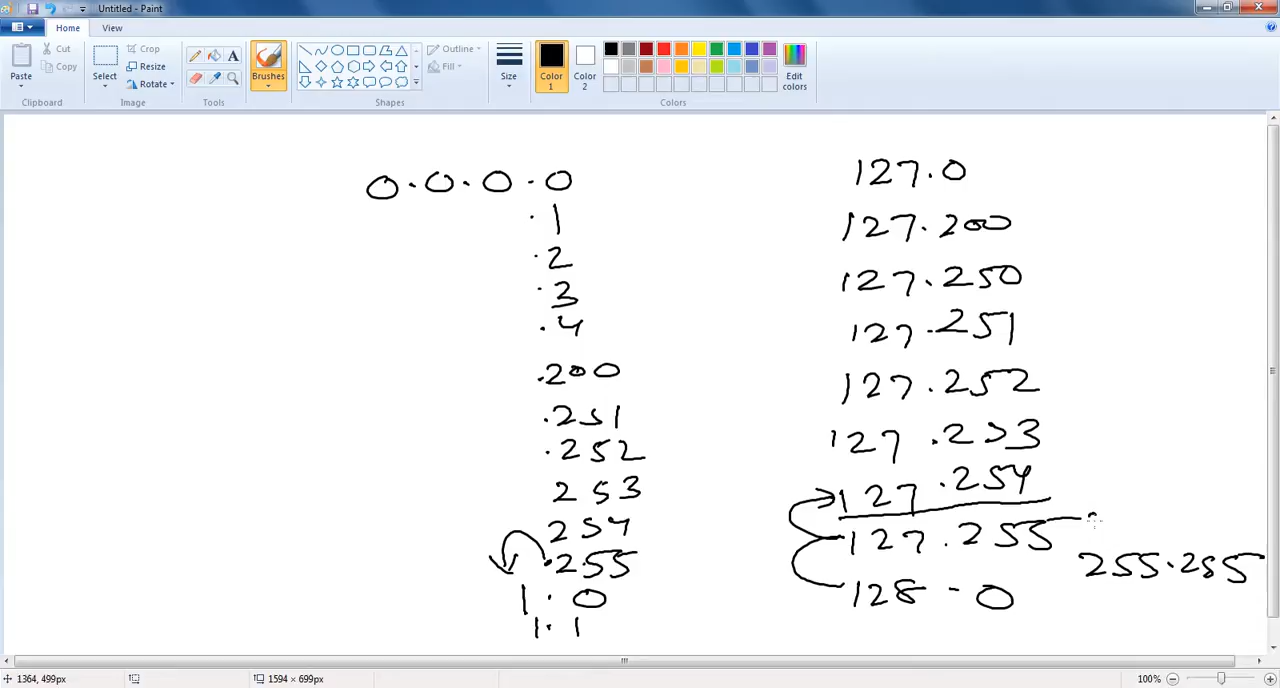 Untitled - Paint
Home View
Paste
Cut
Copy
Clipboard
Select
Crop
Resize
Rotate
Image
Tools
Brushes
Shapes
Outline
Fill
Size
Color 1
Color 2
Edit colors
Colors
0.0.0.0
.1
.2
.3
.4
.200
.251
.252
253
254
.255
1.0
1.1
127.0
127.200
127.250
127.251
127.252
127.253
127.254
127.255
255.255
128-0
1364, 499px
1594 × 699px
100%